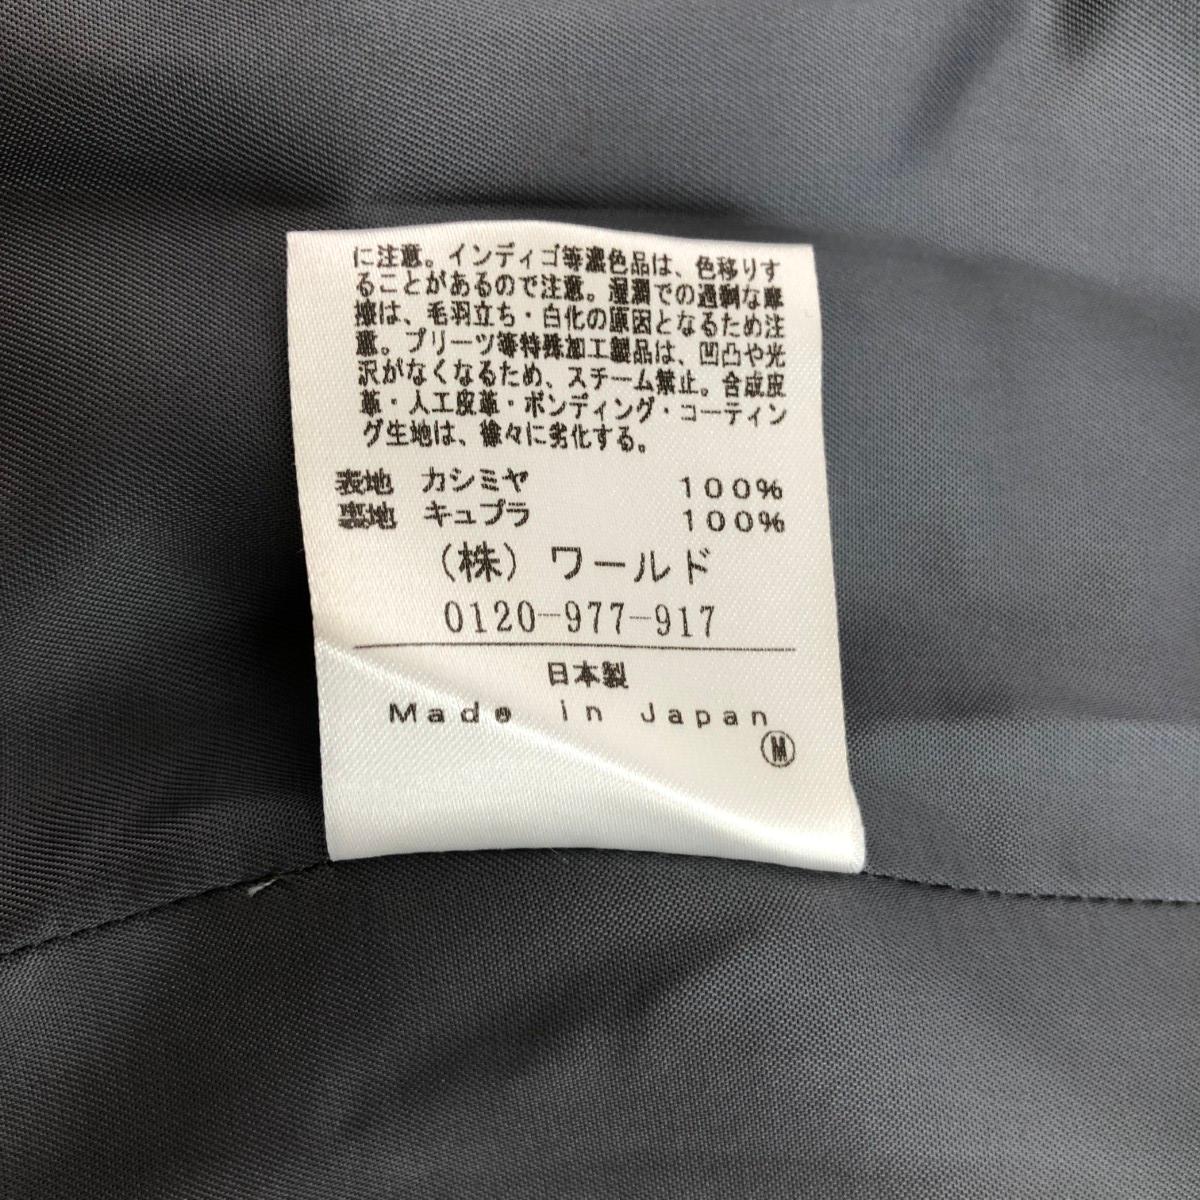 に注意。インディゴ等濃色品は、色移りす
ることがあるので注意。湿潤での過剰な摩
擦は、毛羽立ち・白化の原因となるため注
意。プリーツ等特殊加工製品は、凹凸や光
沢がなくなるため、スチーム禁止。合成皮
革・人工皮革・ボンディング・コーティン
グ生地は、徐々に劣化する。
表地 カシミヤ 100%
裏地 キュプラ 100%
(株) ワールド
0120-977-917
日本製
Made in Japan
Ⓜ